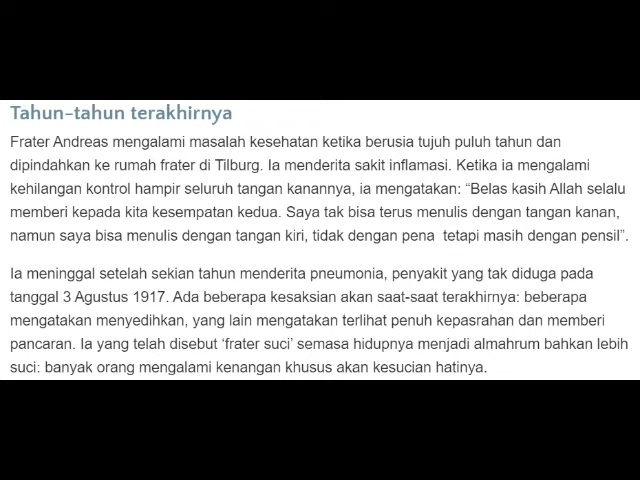 Tahun-tahun terakhirnya
Frater Andreas mengalami masalah kesehatan ketika berusia tujuh puluh tahun dan
dipindahkan ke rumah frater di Tilburg. Ia menderita sakit inflamasi. Ketika ia mengalami
kehilangan kontrol hampir seluruh tangan kanannya, ia mengatakan: “Belas kasih Allah selalu
memberi kepada kita kesempatan kedua. Saya tak bisa terus menulis dengan tangan kanan,
namun saya bisa menulis dengan tangan kiri, tidak dengan pena  tetapi masih dengan pensil”.
Ia meninggal setelah sekian tahun menderita pneumonia, penyakit yang tak diduga pada
tanggal 3 Agustus 1917. Ada beberapa kesaksian akan saat-saat terakhirnya: beberapa
mengatakan menyedihkan, yang lain mengatakan terlihat penuh kepasrahan dan memberi
pancaran. Ia yang telah disebut ‘frater suci’ semasa hidupnya menjadi almahrum bahkan lebih
suci: banyak orang mengalami kenangan khusus akan kesucian hatinya.